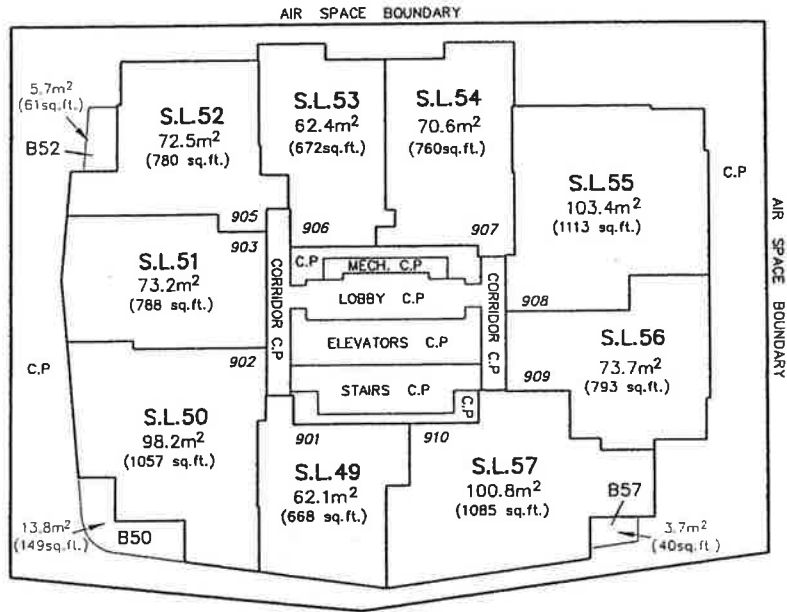 AIR SPACE BOUNDARY
5.7m²
(61sq.ft.)
B52
S.L.52
72.5m²
(780 sq.ft.)
905
S.L.53
62.4m²
(672sq.ft.)
906
S.L.54
70.6m²
(760sq.ft.)
907
S.L.55
103.4m²
(1113 sq.ft.)
908
C.P
AIR SPACE BOUNDARY
903
S.L.51
73.2m²
(788 sq.ft.)
CORRIDOR C.P
C.P
MECH. C.P
LOBBY C.P
ELEVATORS C.P
STAIRS C.P
C.P
CORRIDOR C.P
S.L.56
73.7m²
(793 sq.ft.)
909
C.P
902
S.L.50
98.2m²
(1057 sq.ft.)
13.8m²
(149sq.ft.)
B50
901
S.L.49
62.1m²
(668 sq.ft.)
910
S.L.57
100.8m²
(1085 sq.ft.)
B57
3.7m²
(40sq.ft.)